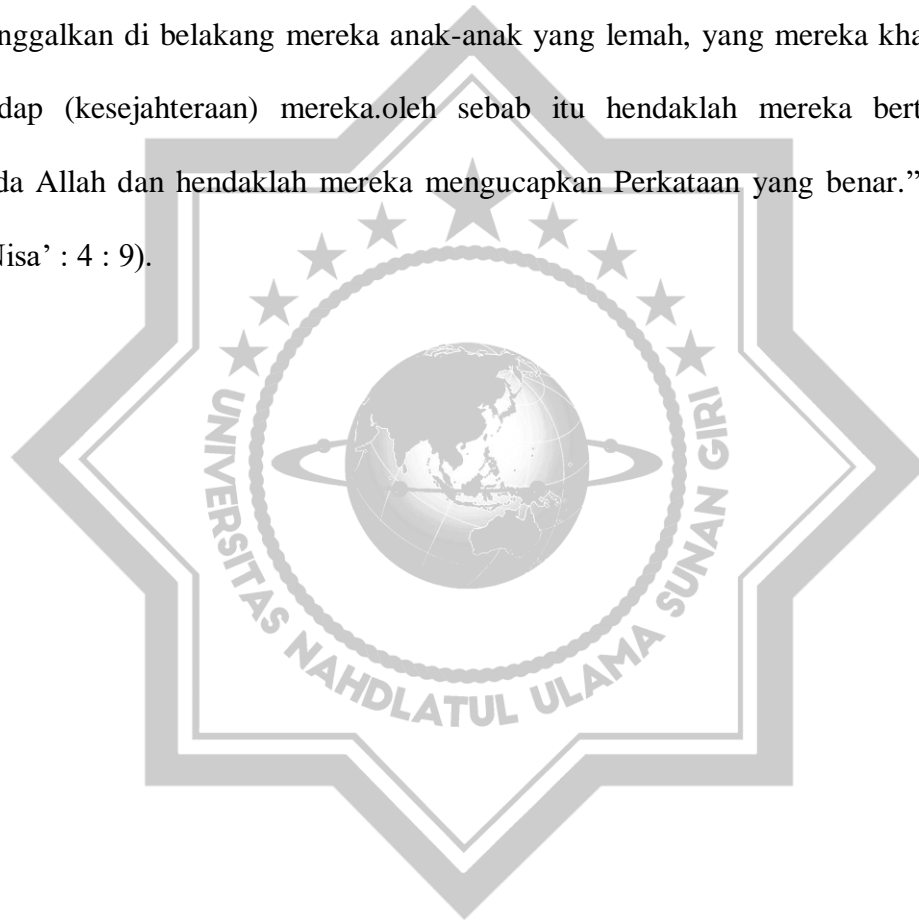 nggalkan di belakang mereka anak-anak yang lemah, yang mereka kha
dap (kesejahteraan) mereka.oleh sebab itu hendaklah mereka bert
da Allah dan hendaklah mereka mengucapkan Perkataan yang benar.”
Nisa’ : 4 : 9).
UNIVERSITAS NAHDLATUL ULAMA SUNAN GIRI